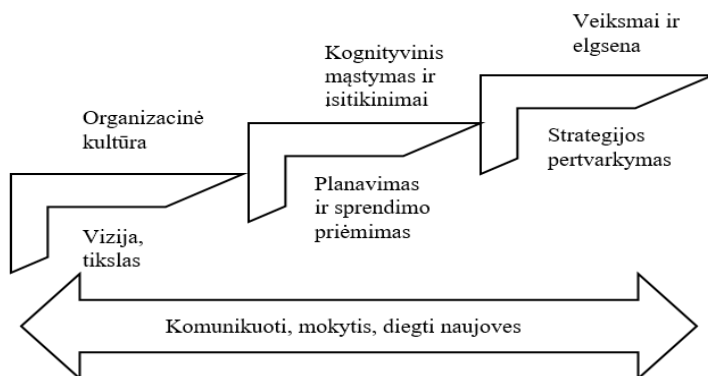 Organizacinė
kultūra
Vizija,
tikslas
Kognityvinis
mąstymas ir
isitikinimai
Planavimas
ir sprendimo
priėmimas
Veiksmai ir
elgsena
Strategijos
pertvarkymas
Komunikuoti, mokytis, diegti naujoves